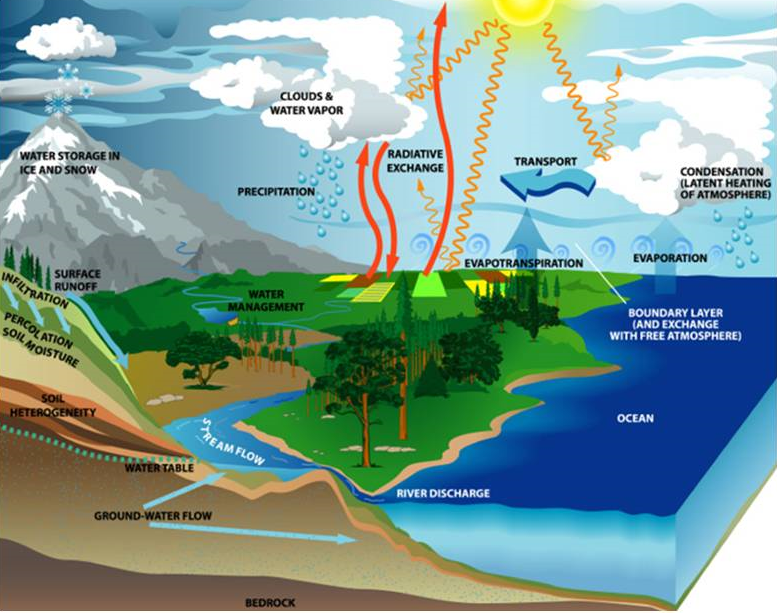 CLOUDS &
WATER VAPOR
WATER STORAGE IN
ICE AND SNOW
RADIATIVE
EXCHANGE
TRANSPORT
PRECIPITATION
CONDENSATION
(LATENT HEATING
OF ATMOSPHERE)
EVAPOTRANSPIRATION
EVAPORATION
SURFACE
RUNOFF
INFILTRATION
WATER
MANAGEMENT
BOUNDARY LAYER
(AND EXCHANGE
WITH FREE ATMOSPHERE)
PERCOLATION
SOIL MOISTURE
SOIL
HETEROGENEITY
OCEAN
STREAM FLOW
WATER TABLE
RIVER DISCHARGE
GROUND-WATER FLOW
BEDROCK